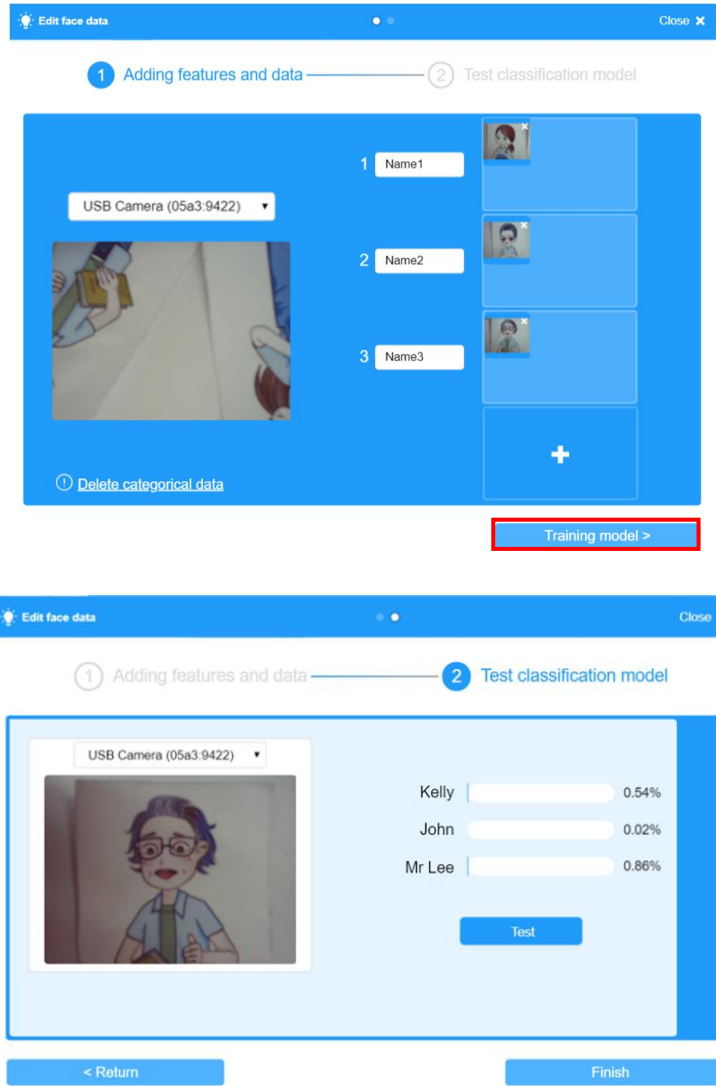 Edit face data
Close ✖
1 Adding features and data
2 Test classification model
1 Name1
USB Camera (05a3:9422)
2 Name2
3 Name3
Delete categorical data
Training model >
Edit face data
Close
1 Adding features and data
2 Test classification model
USB Camera (05a3:9422)
Kelly 0.54%
John 0.02%
Mr Lee 0.86%
Test
< Return
Finish